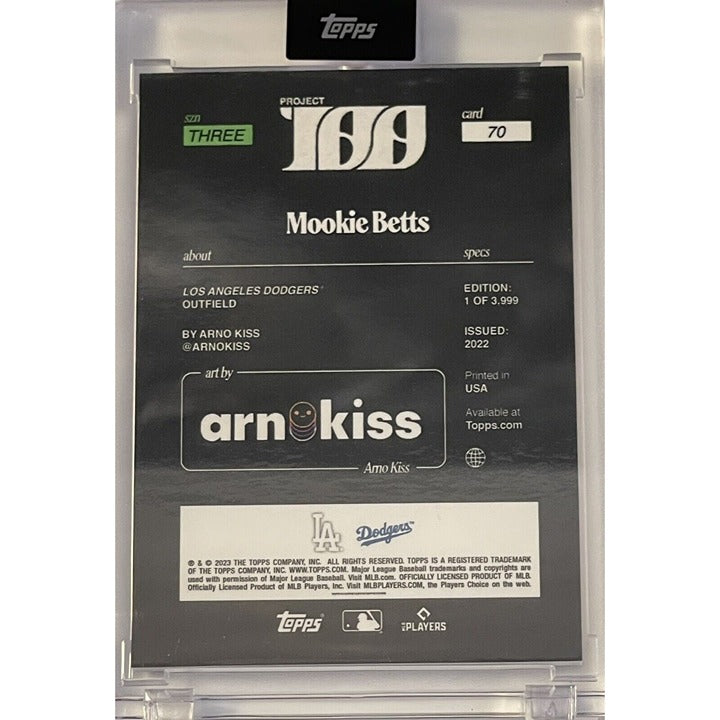 TOPPS
szn
THREE
PROJECT
100
card
70
Mookie Betts
about
specs
LOS ANGELES DODGERS®
OUTFIELD
EDITION:
1 OF 3,999
BY ARNO KISS
@ARNOKISS
ISSUED:
2022
art by
arnokiss
Arno Kiss
Printed in
USA
Available at
Topps.com
LA
Dodgers™
® & © 2023 THE TOPPS COMPANY, INC. ALL RIGHTS RESERVED. TOPPS IS A REGISTERED TRADEMARK
OF THE TOPPS COMPANY, INC. WWW.TOPPS.COM. Major League Baseball trademarks and copyrights are
used with permission of Major League Baseball. Visit MLB.com. OFFICIALLY LICENSED PRODUCT OF MLB.
Officially Licensed Product of MLB Players, Inc. Visit MLBPLAYERS.COM, the Players Choice on the web.
TOPPS
THE PLAYERS